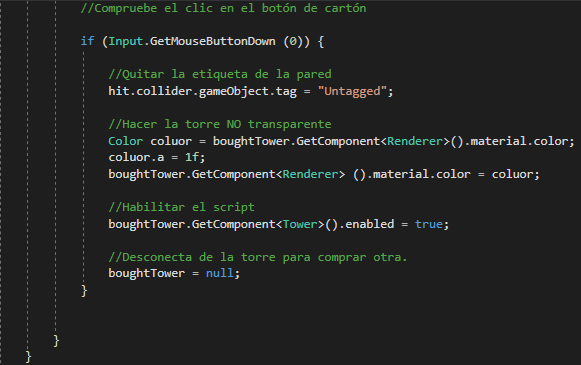 //Compruebe el clic en el botón de cartón
if (Input.GetMouseButtonDown (0)) {
//Quitar la etiqueta de la pared
hit.collider.gameObject.tag = "Untagged";
//Hacer la torre NO transparente
Color coluor = boughtTower.GetComponent<Renderer>().material.color;
coluor.a = 1f;
boughtTower.GetComponent<Renderer> ().material.color = coluor;
//Habilitar el script
boughtTower.GetComponent<Tower>().enabled = true;
//Desconecta de la torre para comprar otra.
boughtTower = null;
}
}
}